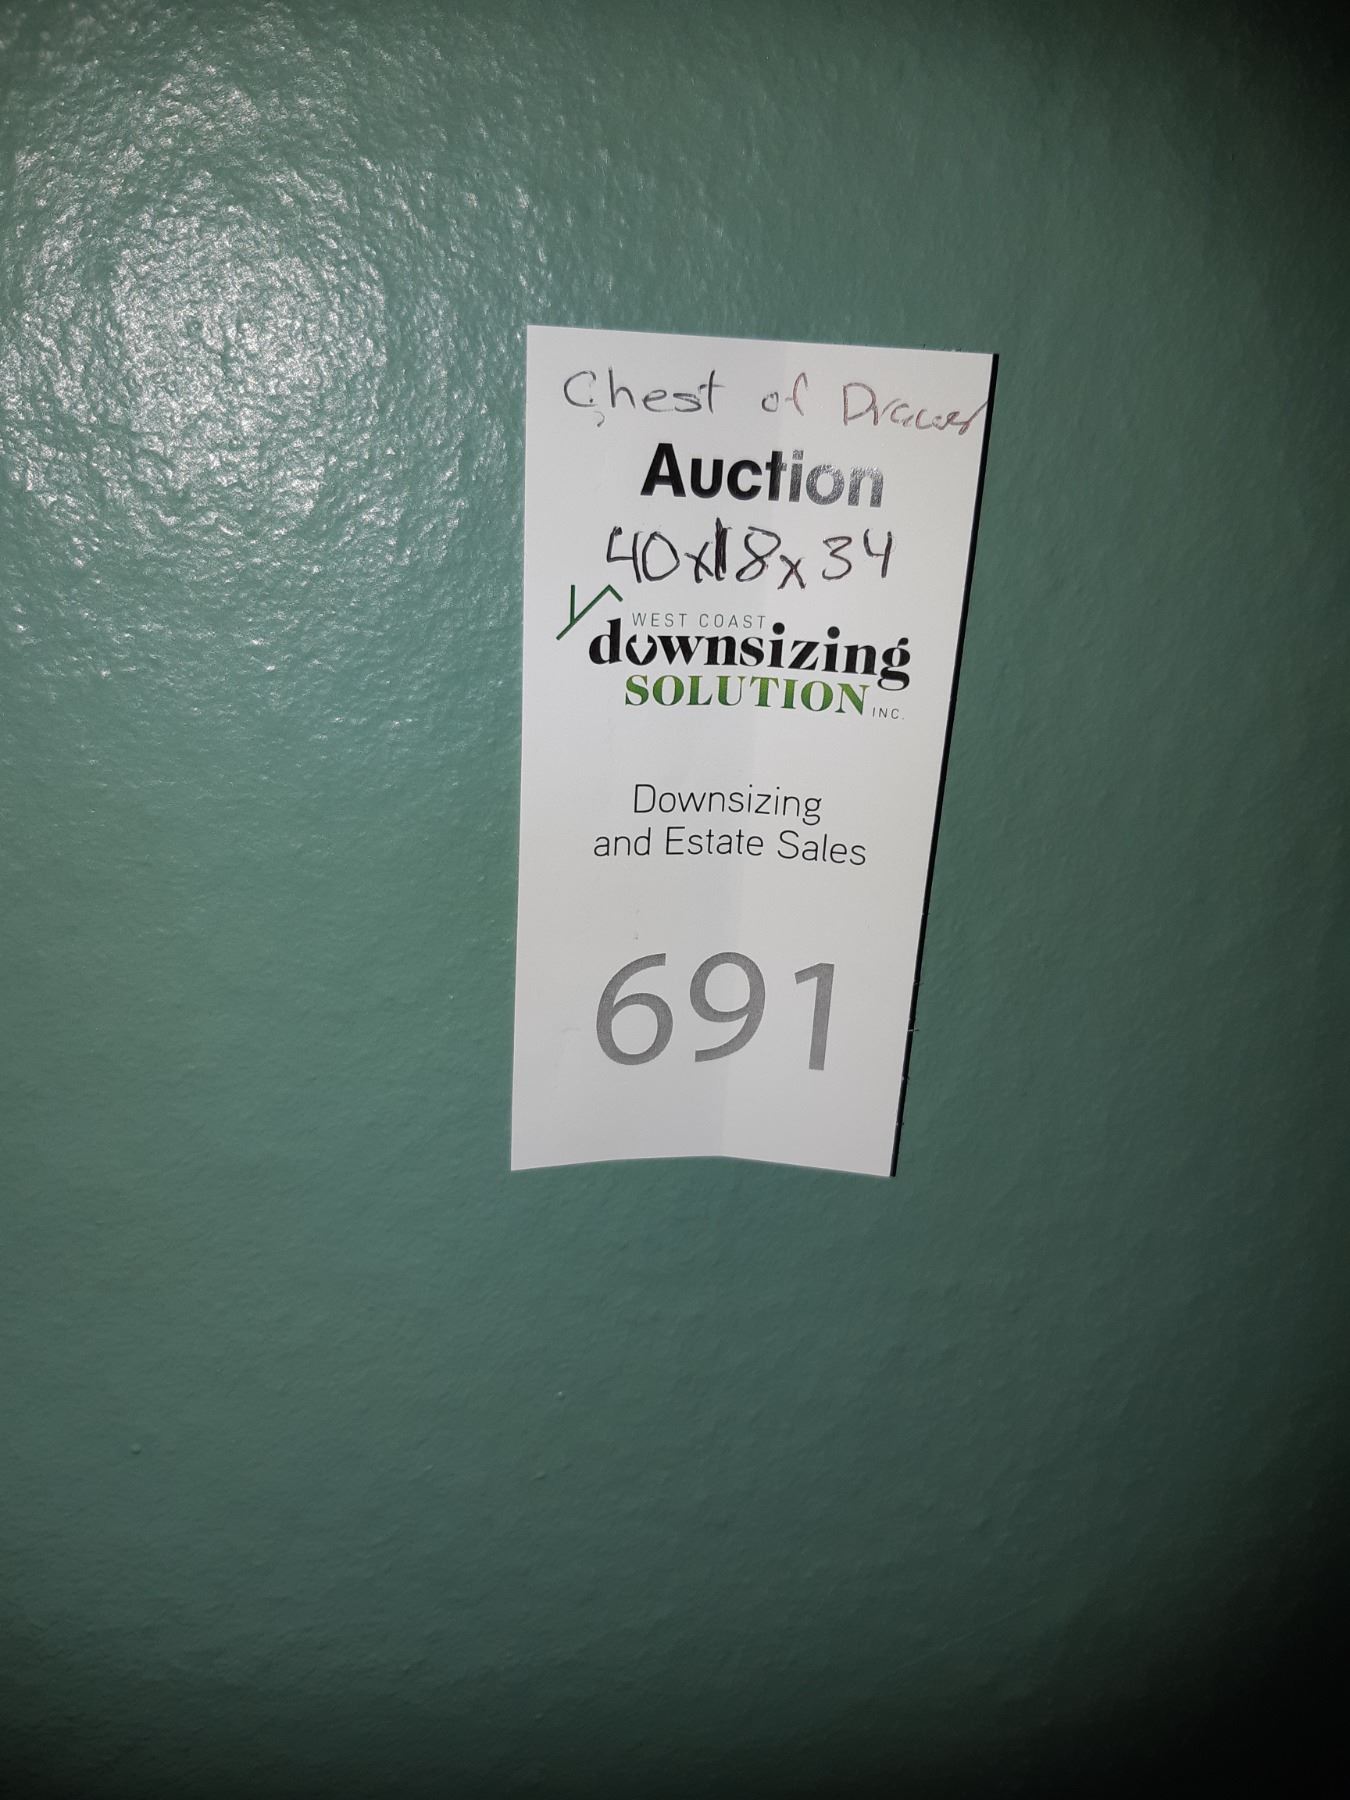 Chest of Drawer
Auction
40x18x34
WEST COAST
downsizing
SOLUTION INC.
Downsizing
and Estate Sales
691